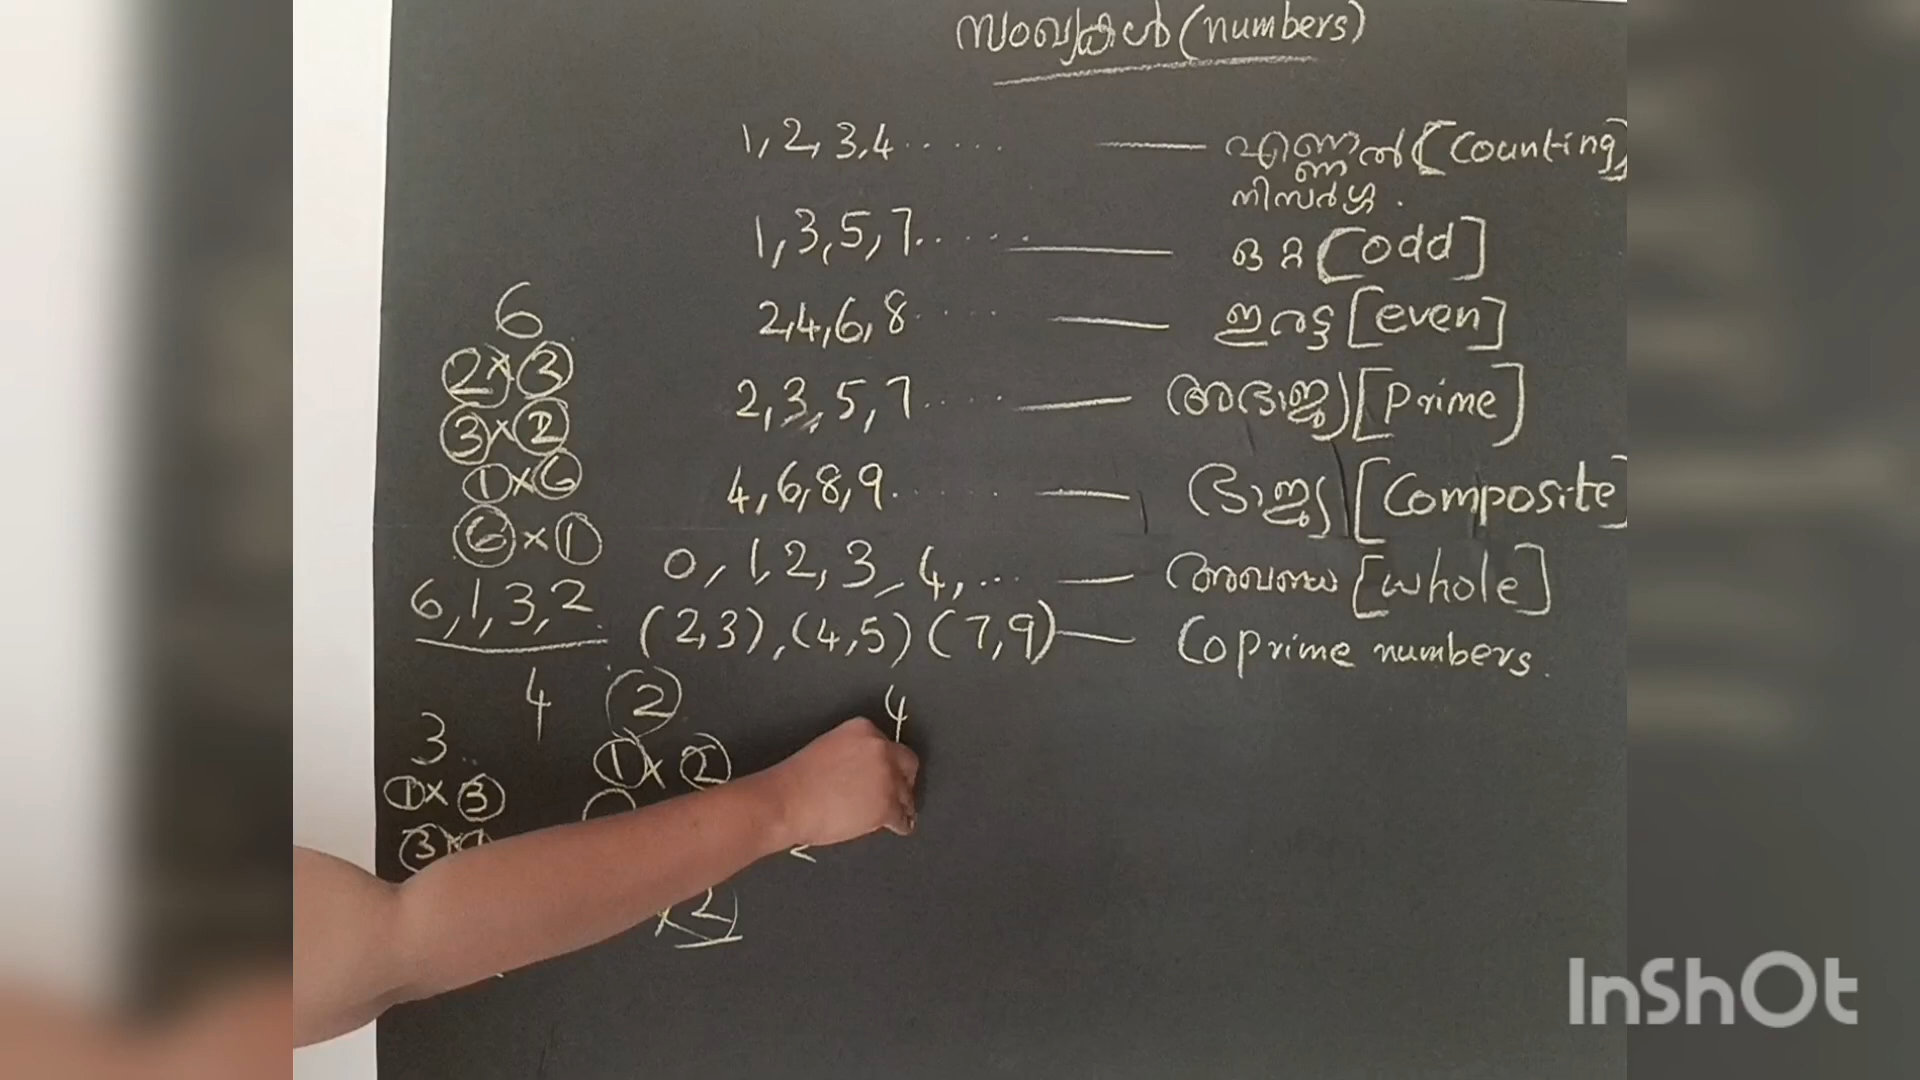 സംഖ്യകൾ (numbers)
1, 2, 3, 4 ...... — എണ്ണൽ [Counting]
നിസർഗ്ഗ.
1, 3, 5, 7...... — ഒറ്റ [odd]
2, 4, 6, 8..... — ഇരട്ട [even]
2, 3, 5, 7..... — അഭാജ്യ [Prime]
4, 6, 8, 9...... — ഭാജ്യ [Composite]
0, 1, 2, 3, 4, ... — അഖണ്ഡ [whole]
(2,3), (4,5) (7,9) — Coprime numbers.
6
2×3
3×2
1×6
6×1
6,1,3,2
4
3
1×3
2
1×2
×2
4
InShOt